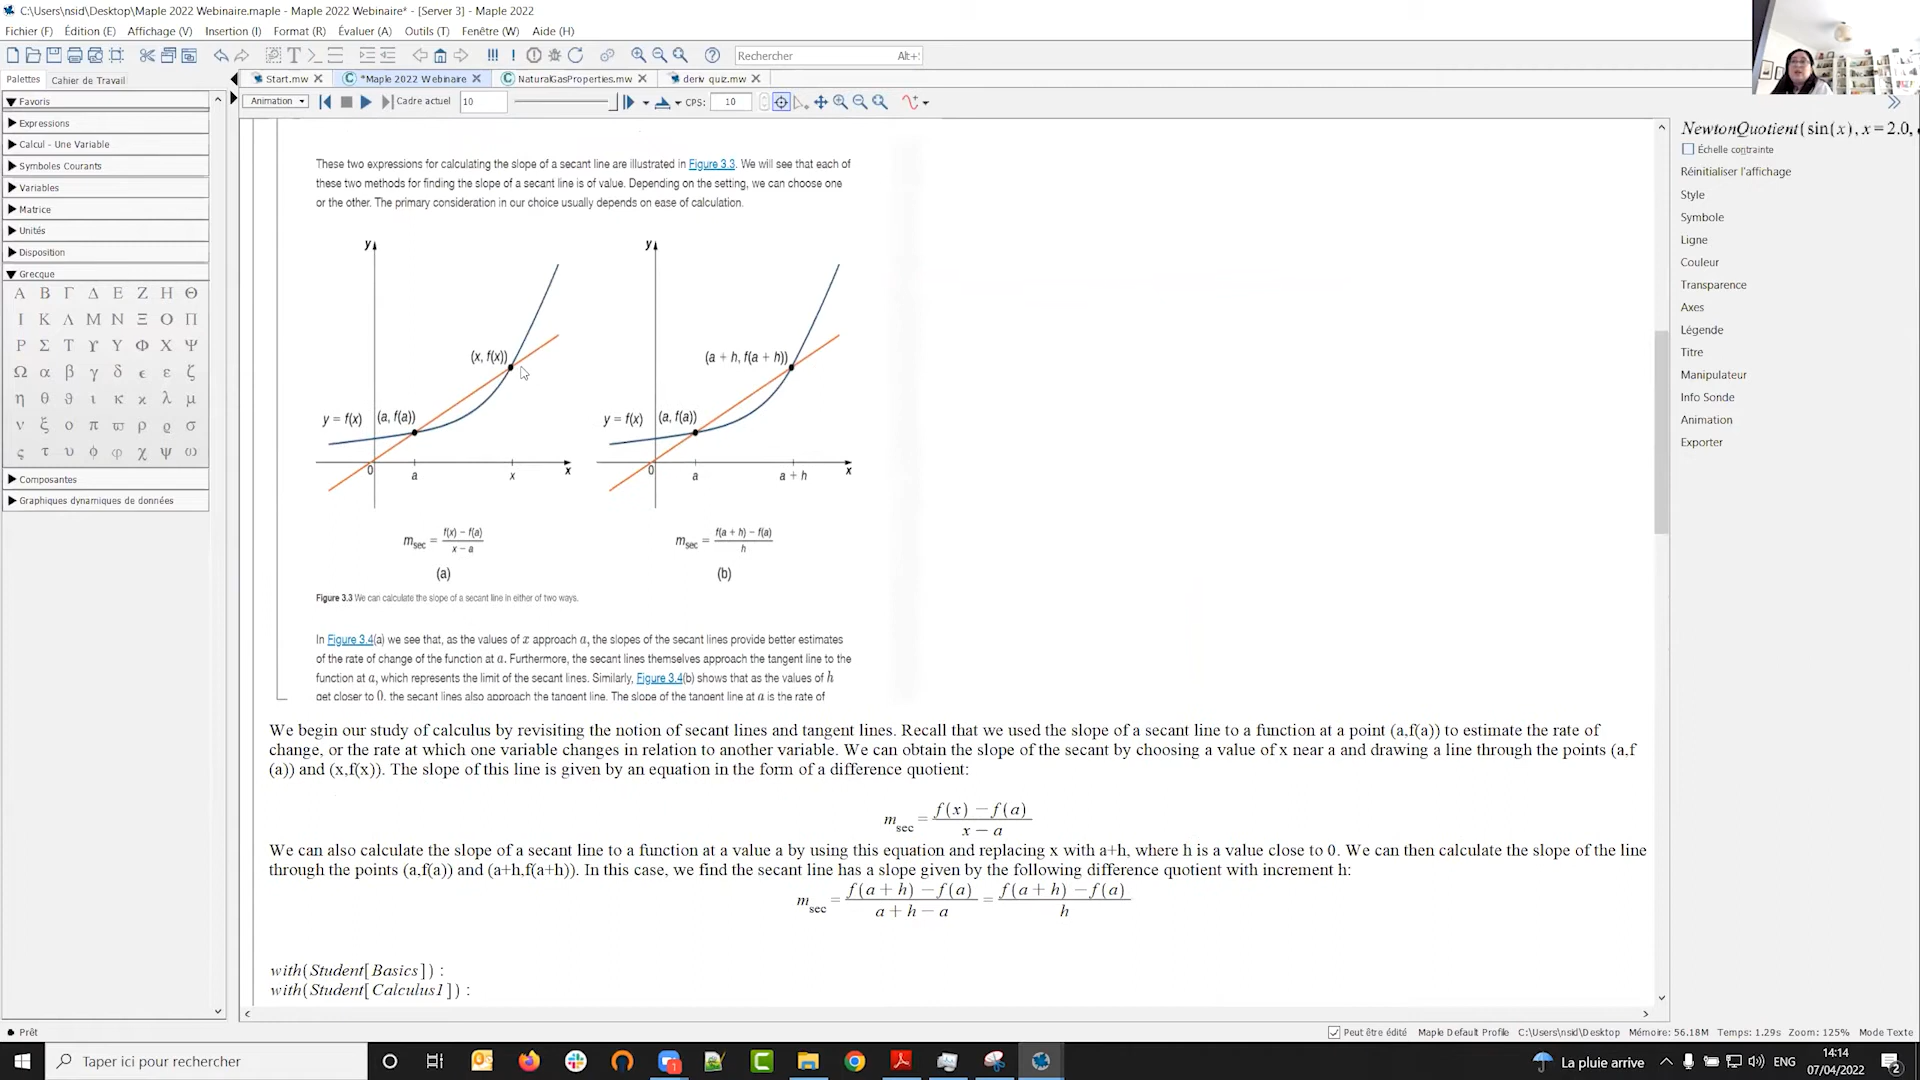 C:\Users\nsid\Desktop\Maple 2022 Webinaire.maple - Maple 2022 Webinaire* - [Server 3] - Maple 2022
Fichier (F) Édition (E) Affichage (V) Insertion (I) Format (R) Évaluer (A) Outils (T) Fenêtre (W) Aide (H)
Rechercher Alt+
Palettes Cahier de Travail
Start.mw *Maple 2022 Webinaire NaturalGasProperties.mw deriv quiz.mw
Animation Cadre actuel 10 CPS: 10
Favoris
Expressions
Calcul - Une Variable
Symboles Courants
Variables
Matrice
Unités
Disposition
Grecque
Α Β Γ Δ Ε Ζ Η Θ
Ι Κ Λ Μ Ν Ξ Ο Π
Ρ Σ Τ ϒ Υ Φ Χ Ψ
Ω α β γ δ ϵ ε ζ
η θ ϑ ι κ ϰ λ μ
ν ξ ο π ϖ ρ ϱ σ
ς τ υ ϕ φ χ ψ ω
Composantes
Graphiques dynamiques de données
These two expressions for calculating the slope of a secant line are illustrated in Figure 3.3. We will see that each of
these two methods for finding the slope of a secant line is of value. Depending on the setting, we can choose one
or the other. The primary consideration in our choice usually depends on ease of calculation.
y y
(x, f(x)) (a + h, f(a + h))
y = f(x) (a, f(a)) y = f(x) (a, f(a))
0 a x x 0 a a + h x
m_sec = (f(x) − f(a))/(x − a) m_sec = (f(a + h) − f(a))/h
(a) (b)
Figure 3.3 We can calculate the slope of a secant line in either of two ways.
In Figure 3.4(a) we see that, as the values of x approach a, the slopes of the secant lines provide better estimates
of the rate of change of the function at a. Furthermore, the secant lines themselves approach the tangent line to the
function at a, which represents the limit of the secant lines. Similarly, Figure 3.4(b) shows that as the values of h
get closer to 0, the secant lines also approach the tangent line. The slope of the tangent line at a is the rate of
We begin our study of calculus by revisiting the notion of secant lines and tangent lines. Recall that we used the slope of a secant line to a function at a point (a,f(a)) to estimate the rate of
change, or the rate at which one variable changes in relation to another variable. We can obtain the slope of the secant by choosing a value of x near a and drawing a line through the points (a,f
(a)) and (x,f(x)). The slope of this line is given by an equation in the form of a difference quotient:
m_sec = (f(x) − f(a))/(x − a)
We can also calculate the slope of a secant line to a function at a value a by using this equation and replacing x with a+h, where h is a value close to 0. We can then calculate the slope of the line
through the points (a,f(a)) and (a+h,f(a+h)). In this case, we find the secant line has a slope given by the following difference quotient with increment h:
m_sec = (f(a + h) − f(a))/(a + h − a) = (f(a + h) − f(a))/h
with(Student[Basics]) :
with(Student[Calculus1]) :
NewtonQuotient(sin(x), x = 2.0,
Échelle contrainte
Réinitialiser l'affichage
Style
Symbole
Ligne
Couleur
Transparence
Axes
Légende
Titre
Manipulateur
Info Sonde
Animation
Exporter
Prêt
Peut être édité Maple Default Profile C:\Users\nsid\Desktop Mémoire: 56.18M Temps: 1.29s Zoom: 125% Mode Texte
Taper ici pour rechercher
La pluie arrive ENG 14:14
07/04/2022 2